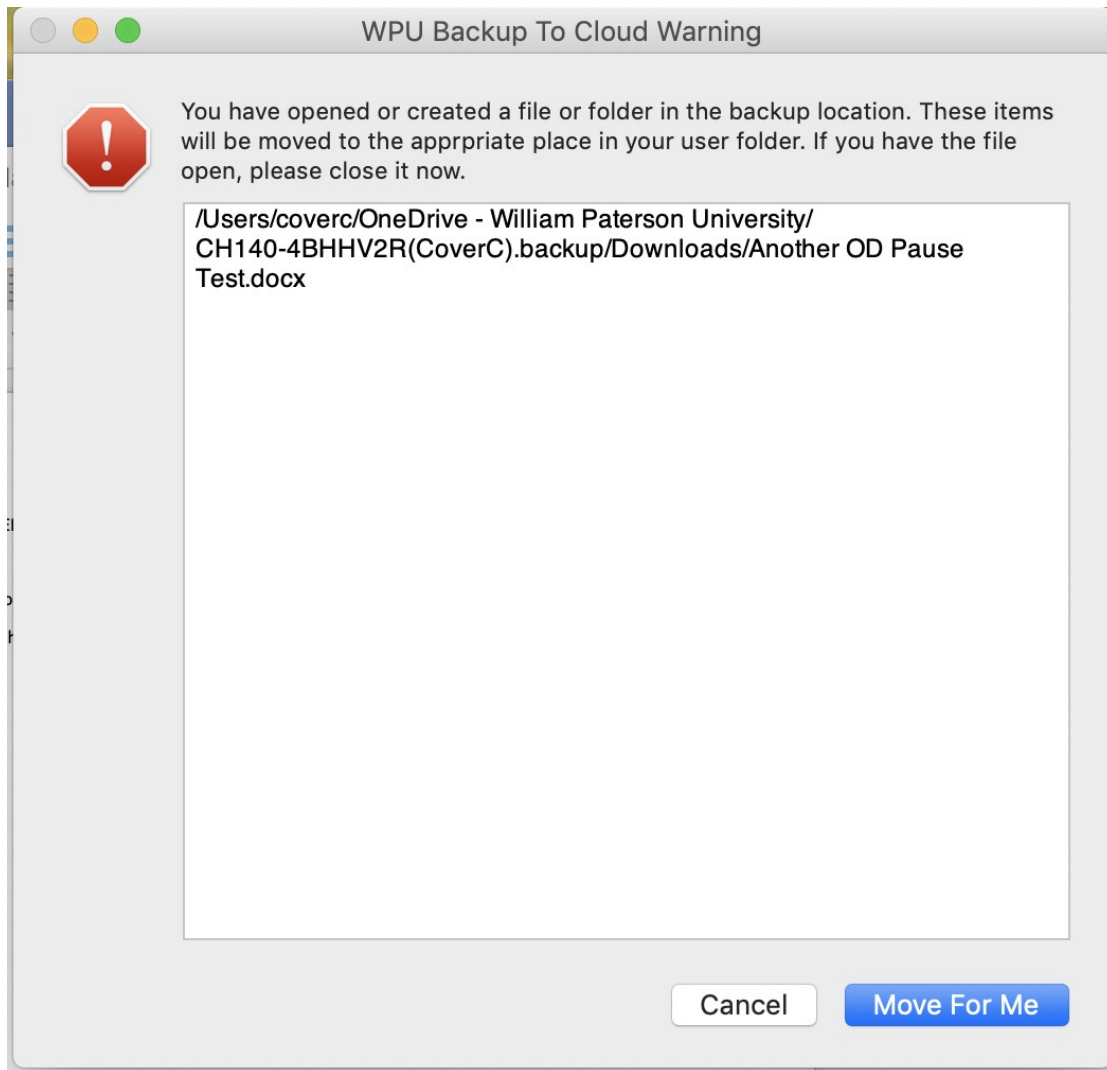 WPU Backup To Cloud Warning
You have opened or created a file or folder in the backup location. These items
will be moved to the apprpriate place in your user folder. If you have the file
open, please close it now.
/Users/coverc/OneDrive - William Paterson University/
CH140-4BHHV2R(CoverC).backup/Downloads/Another OD Pause
Test.docx
Cancel
Move For Me